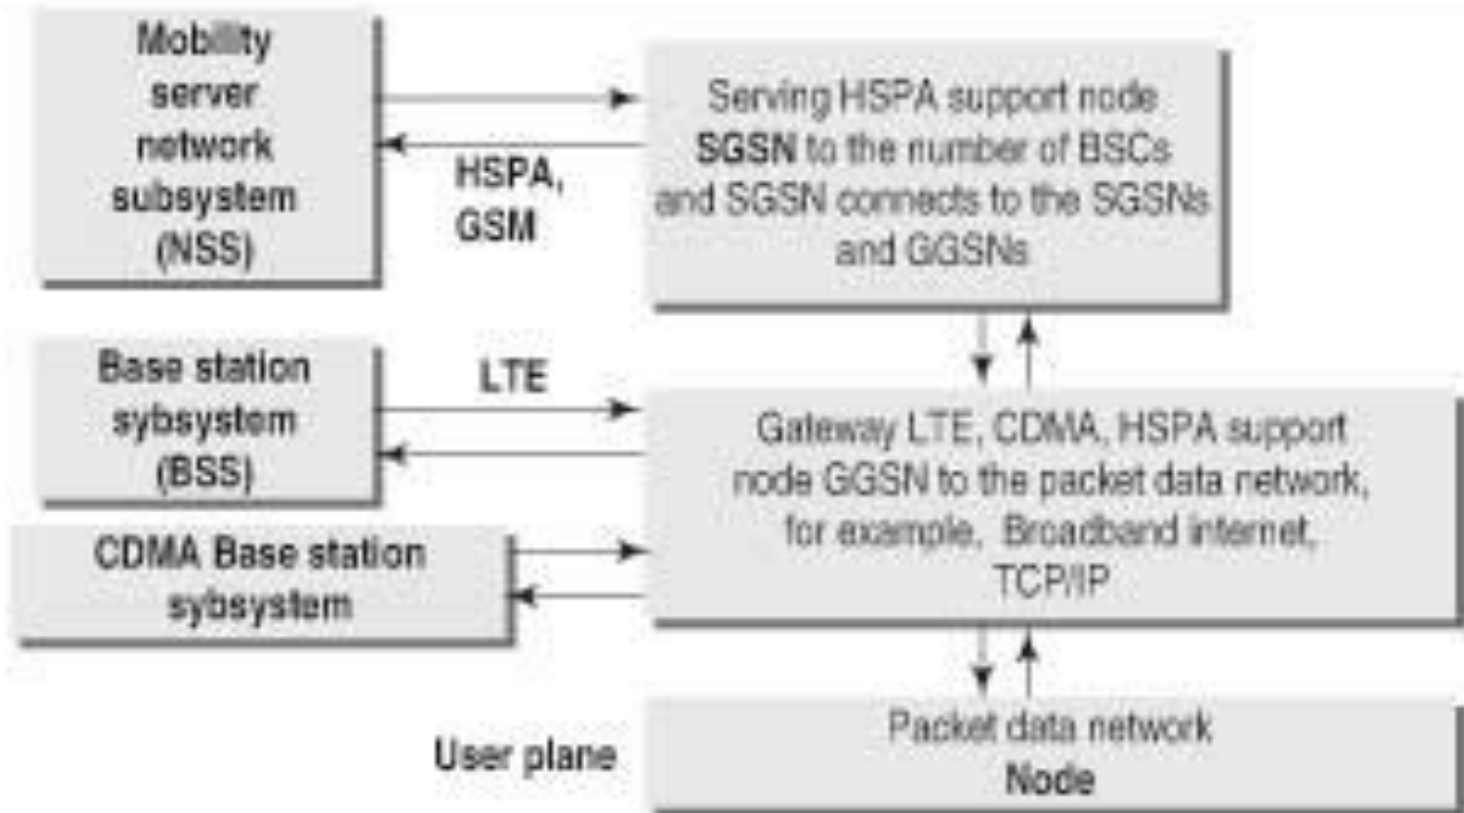 Mobility
server
network
subsystem
(NSS)
HSPA,
GSM
Serving HSPA support node
SGSN to the number of BSCs
and SGSN connects to the SGSNs
and GGSNs
Base station
sybsystem
(BSS)
LTE
Gateway LTE, CDMA, HSPA support
node GGSN to the packet data network,
for example, Broadband internet,
TCP/IP
CDMA Base station
sybsystem
User plane
Packet data network
Node